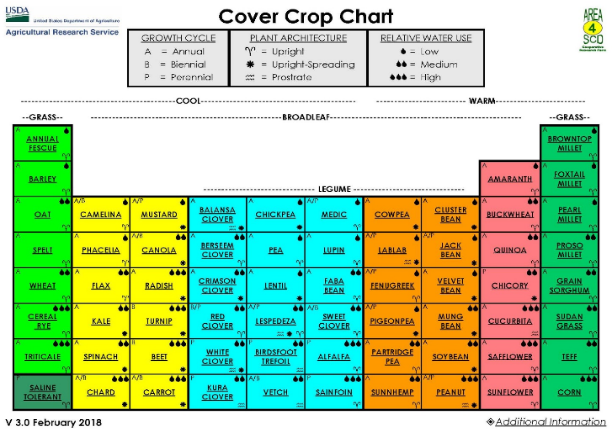 USDA
United States Department of Agriculture
Agricultural Research Service
Cover Crop Chart
AREA
4
SCD
Cooperative
Research Farm
GROWTH CYCLE
A = Annual
B = Biennial
P = Perennial
PLANT ARCHITECTURE
= Upright
= Upright-Spreading
= Prostrate
RELATIVE WATER USE
= Low
= Medium
= High
COOL
WARM
--GRASS--
BROADLEAF
--GRASS--
A
ANNUAL
FESCUE
A
BROWNTOP
MILLET
A
BARLEY
LEGUME
A
AMARANTH
A
FOXTAIL
MILLET
A
OAT
A/B
CAMELINA
A/P
MUSTARD
A
BALANSA
CLOVER
A
CHICKPEA
A/P
MEDIC
A
COWPEA
A
CLUSTER
BEAN
A
BUCKWHEAT
A
PEARL
MILLET
A
SPELT
A
PHACELIA
A/B
CANOLA
A
BERSEEM
CLOVER
A
PEA
A
LUPIN
A/P
LABLAB
A/P
JACK
BEAN
A
QUINOA
A
PROSO
MILLET
A
WHEAT
A
FLAX
A
RADISH
A
CRIMSON
CLOVER
A
LENTIL
A
FABA
BEAN
A/P
FENUGREEK
A
VELVET
BEAN
P
CHICORY
A
GRAIN
SORGHUM
A
CEREAL
RYE
A/B
KALE
B
TURNIP
B/P
RED
CLOVER
A/P
LESPEDEZA
A/B
SWEET
CLOVER
A/P
PIGEONPEA
A
MUNG
BEAN
A
CUCURBITA
A
SUDAN
GRASS
A
TRITICALE
A
SPINACH
B
BEET
P
WHITE
CLOVER
P
BIRDSFOOT
TREFOIL
P
ALFALFA
A
PARTRIDGE
PEA
A
SOYBEAN
A
SAFFLOWER
A
TEFF
P
SALINE
TOLERANT
A/B
CHARD
A/B
CARROT
P
KURA
CLOVER
A/B
VETCH
P
SAINFOIN
A
SUNNHEMP
A/P
PEANUT
A
SUNFLOWER
A
CORN
V 3.0 February 2018
Additional Information